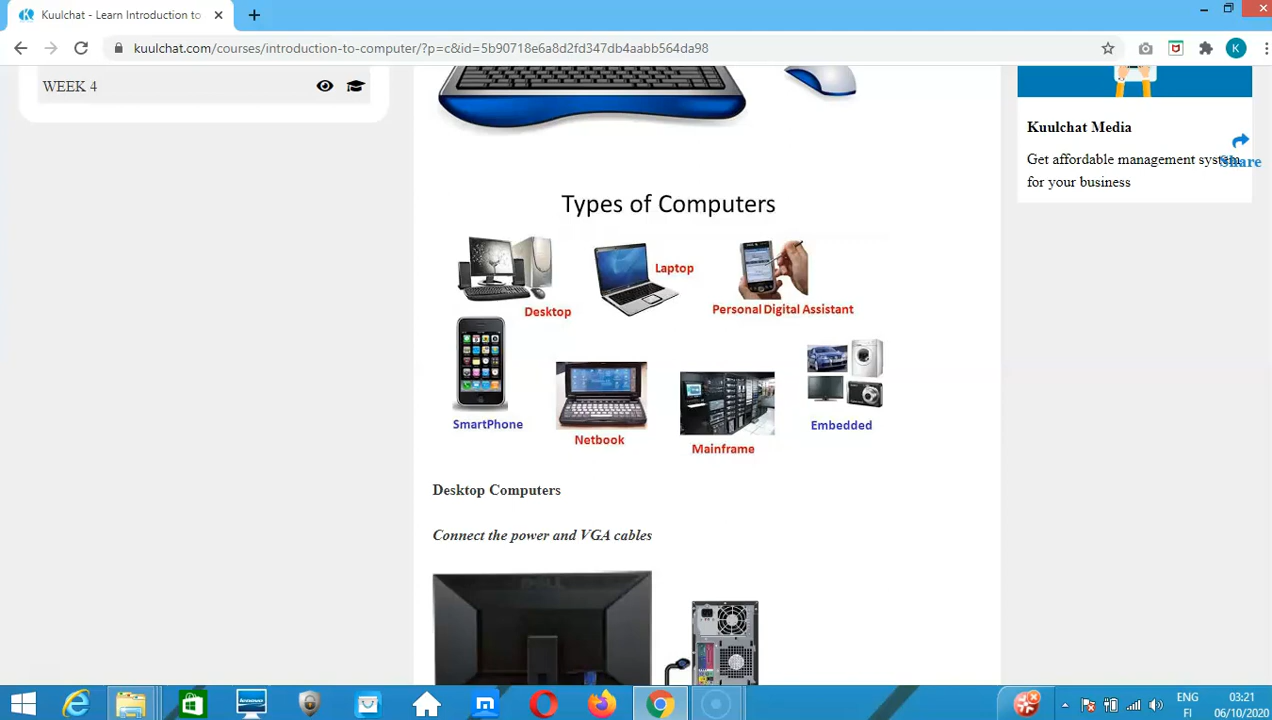 Kuulchat - Learn Introduction to
kuulchat.com/courses/introduction-to-computer/?p=c&id=5b90718e6a8d2fd347db4aabb564da98
K
WEEK 4
Kuulchat Media
Get affordable management system
for your business
Share
Types of Computers
Desktop
Laptop
Personal Digital Assistant
SmartPhone
Netbook
Mainframe
Embedded
Desktop Computers
Connect the power and VGA cables
ENG
FI
03:21
06/10/2020